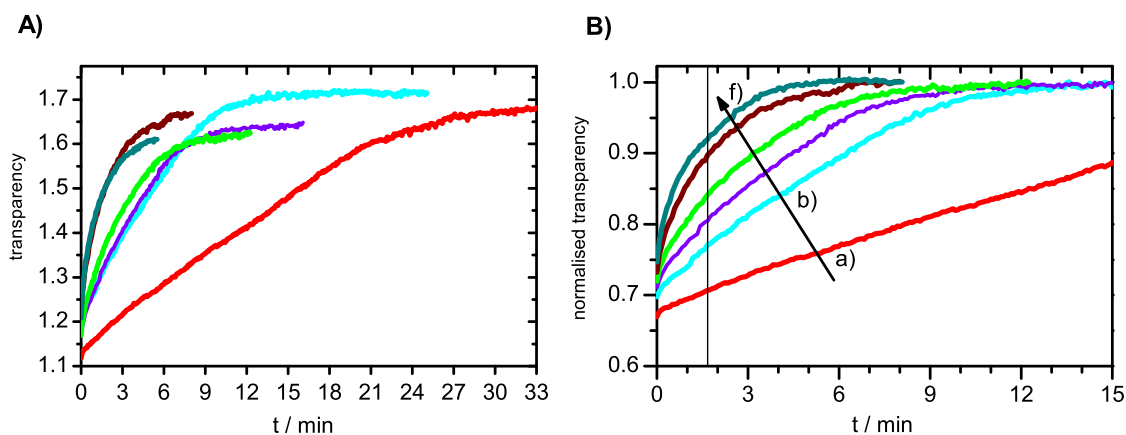 A)
transparency
1.7
1.6
1.5
1.4
1.3
1.2
1.1
0 3 6 9 12 15 18 21 24 27 30 33
t / min
B)
normalised transparency
1.0
0.9
0.8
0.7
0.6
f)
b)
a)
0 3 6 9 12 15
t / min